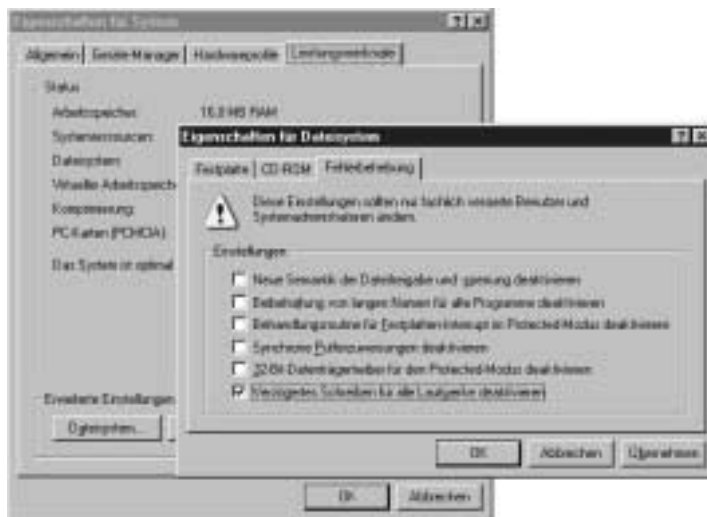 Eigenschaften für System
Allgemein
Geräte-Manager
Hardwareprofile
Leistungsmerkmale
Status
Arbeitsspeicher:
16,0 MB RAM
Systemressourcen:
Dateisystem:
Virtueller Arbeitsspeich
Komprimierung:
PC-Karten (PCMCIA):
Das System ist optimal
Erweiterte Einstellungen
Dateisystem...
OK
Abbrechen
Eigenschaften für Dateisystem
Festplatte
CD-ROM
Fehlerbehebung
Diese Einstellungen sollten nur fachlich versierte Benutzer und
Systemadministratoren ändern.
Einstellungen
Neue Semantik der Dateifreigabe und -sperrung deaktivieren
Beibehaltung von langen Namen für alte Programme deaktivieren
Behandlungsroutine für Festplatten-Interrupt im Protected-Modus deaktivieren
Synchrone Pufferzuweisungen deaktivieren
32-Bit-Datenträgertreiber für den Protected-Modus deaktivieren
Verzögertes Schreiben für alle Laufwerke deaktivieren
OK
Abbrechen
Übernehmen